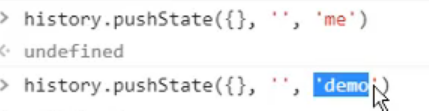 > history.pushState({}, '', 'me')
< undefined
> history.pushState({}, '', 'demo')